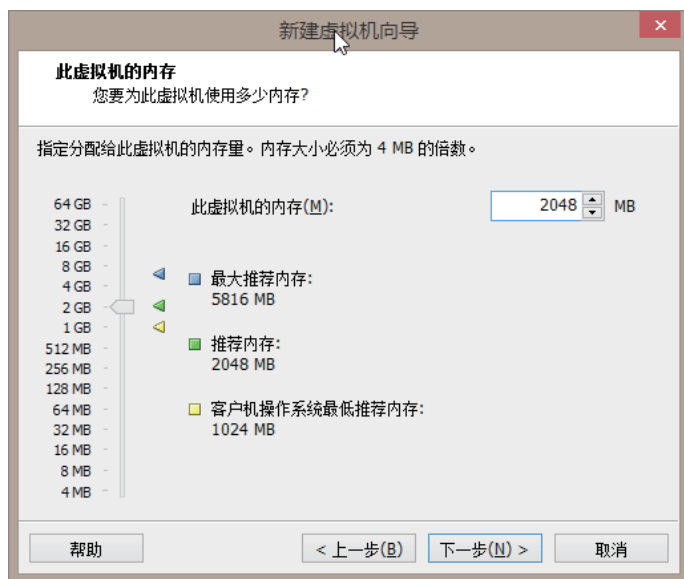 新建虚拟机向导
此虚拟机的内存
您要为此虚拟机使用多少内存?
指定分配给此虚拟机的内存量。内存大小必须为 4 MB 的倍数。
64 GB
32 GB
16 GB
8 GB
4 GB
2 GB
1 GB
512 MB
256 MB
128 MB
64 MB
32 MB
16 MB
8 MB
4 MB
此虚拟机的内存(M):
2048 MB
最大推荐内存:
5816 MB
推荐内存:
2048 MB
客户机操作系统最低推荐内存:
1024 MB
帮助
< 上一步(B)
下一步(N) >
取消